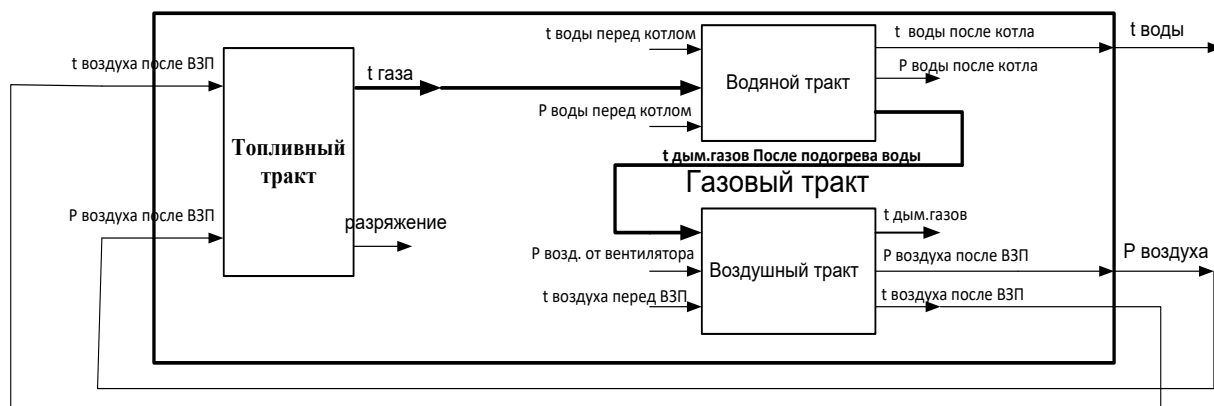 t воды перед котлом
t воды после котла
t воды
t воздуха после ВЗП
t газа
P воды после котла
Водяной тракт
P воды перед котлом
Топливный
тракт
t дым.газов После подогрева воды
Газовый тракт
P воздуха после ВЗП
разряжение
t дым.газов
P возд. от вентилятора
Воздушный тракт
P воздуха после ВЗП
P воздуха
t воздуха перед ВЗП
t воздуха после ВЗП